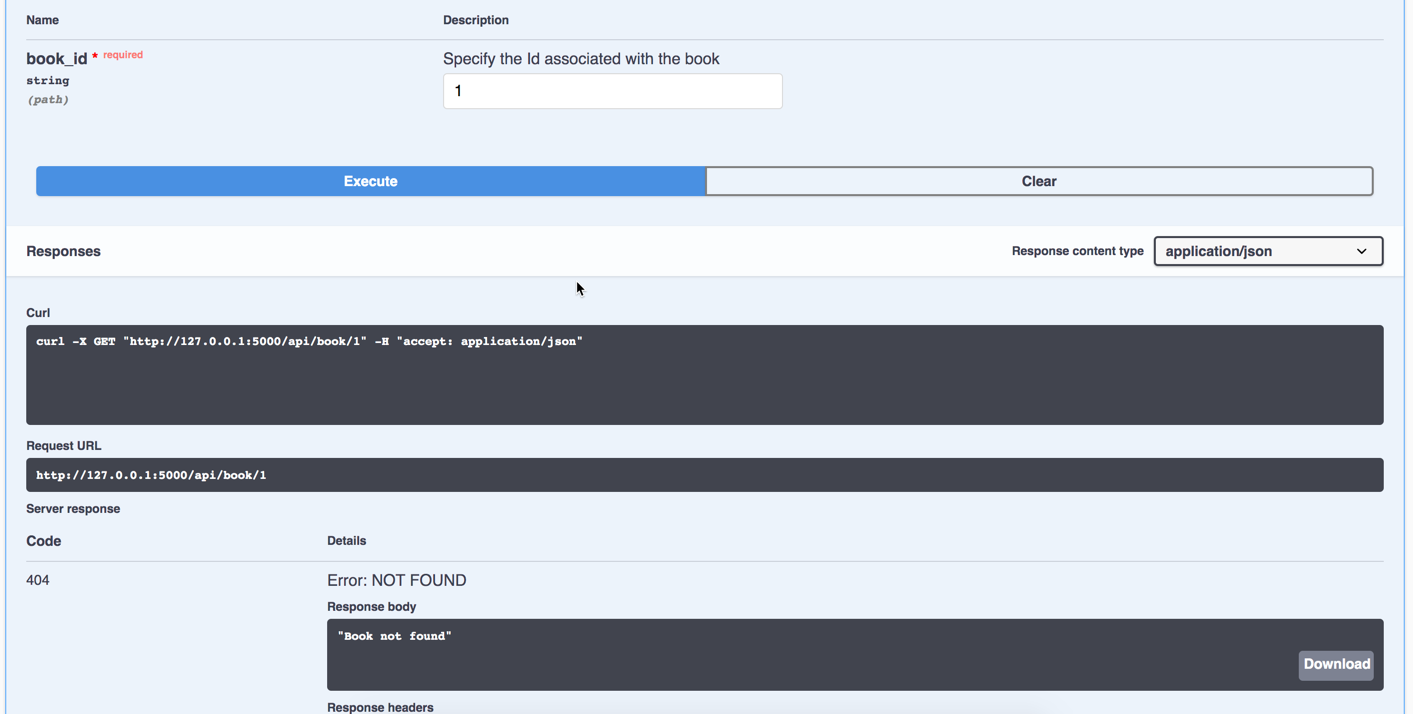 Name Description
book_id * required Specify the Id associated with the book
string 1
(path)
Execute Clear
Responses Response content type application/json
Curl
curl -X GET "http://127.0.0.1:5000/api/book/1" -H "accept: application/json"
Request URL
http://127.0.0.1:5000/api/book/1
Server response
Code Details
404 Error: NOT FOUND
Response body
"Book not found"
Download
Response headers